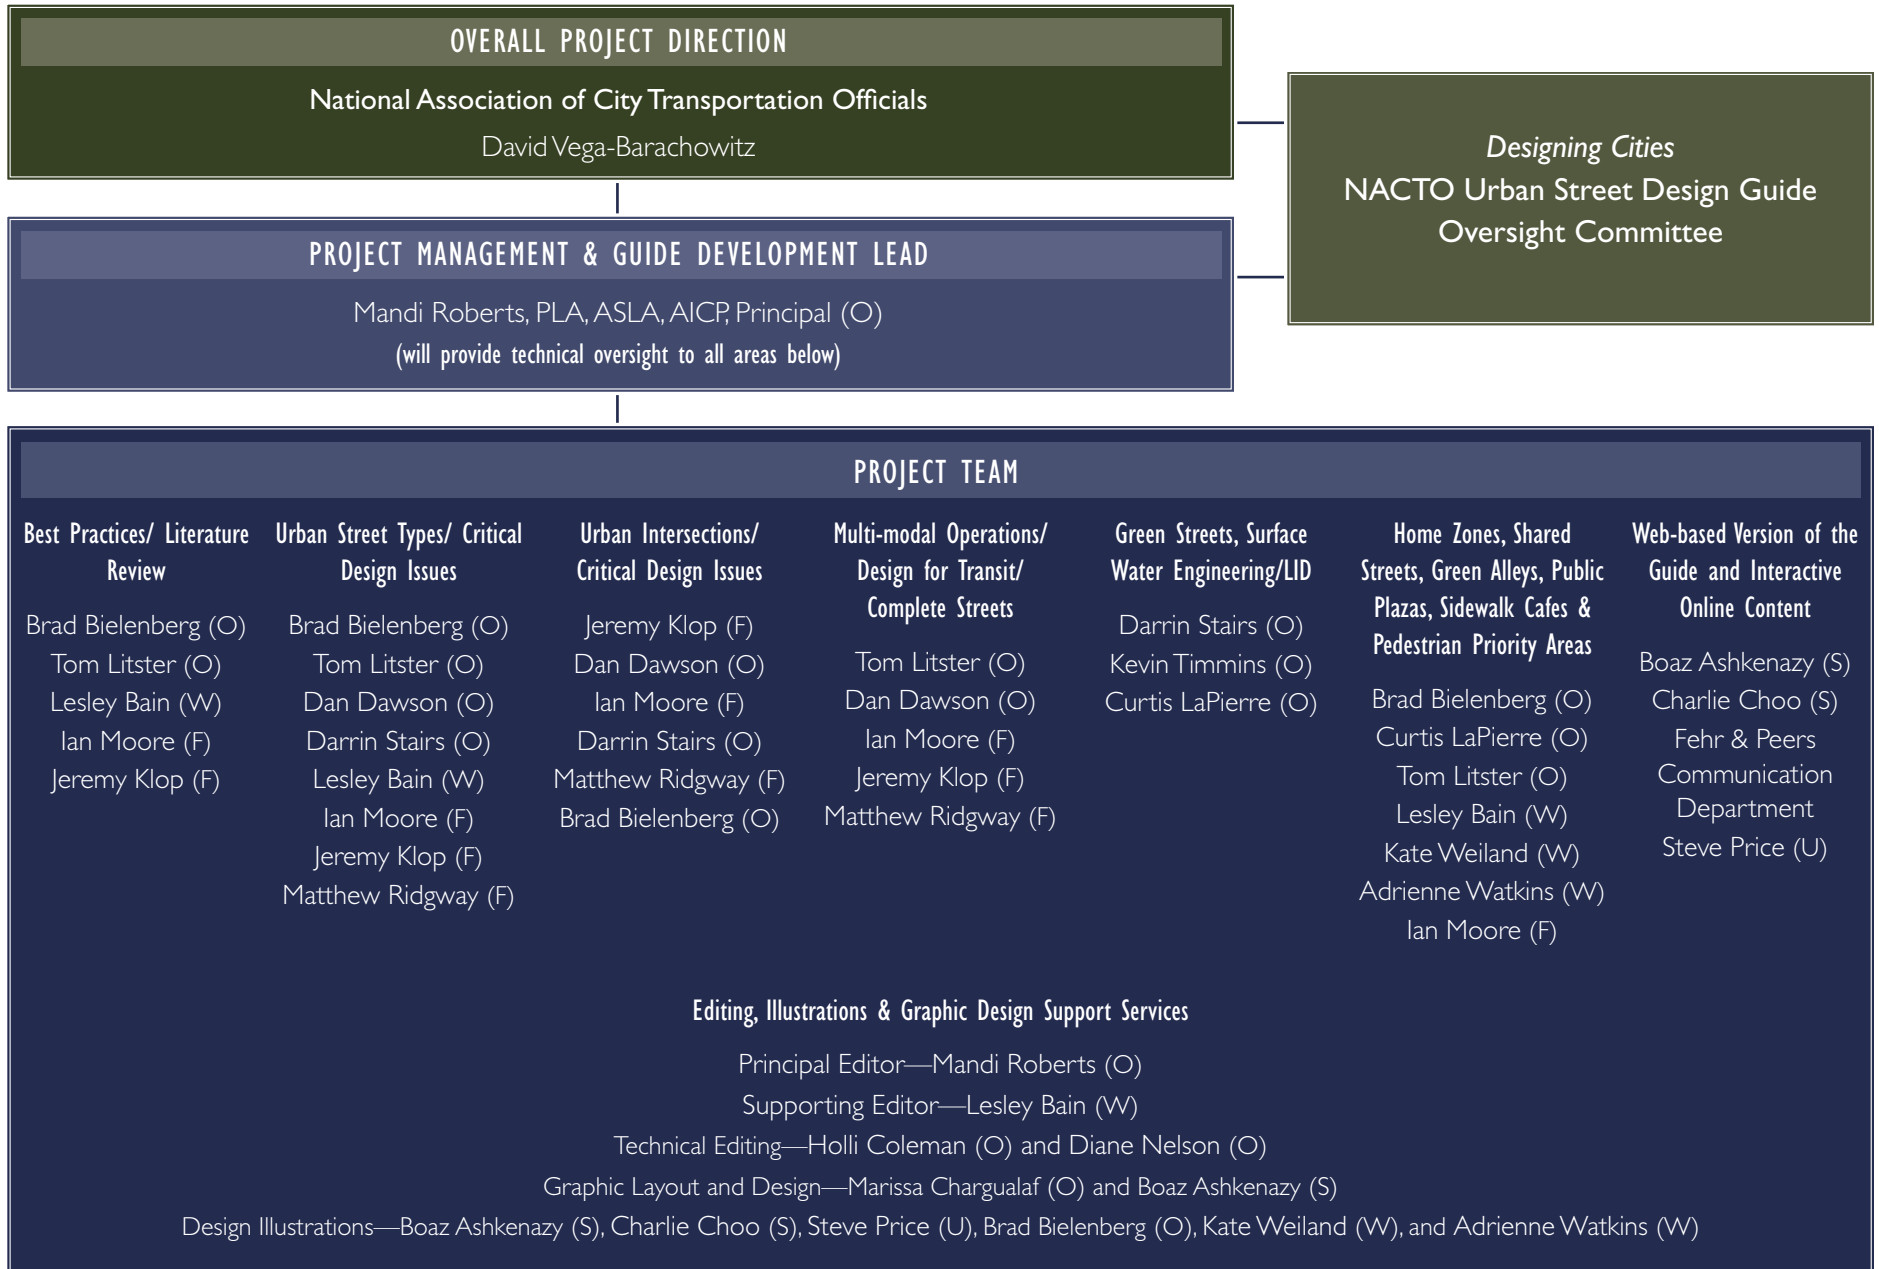 OVERALL PROJECT DIRECTION
National Association of City Transportation Officials
David Vega-Barachowitz
Designing Cities
NACTO Urban Street Design Guide
Oversight Committee
PROJECT MANAGEMENT & GUIDE DEVELOPMENT LEAD
Mandi Roberts, PLA, ASLA, AICP, Principal (O)
(will provide technical oversight to all areas below)
PROJECT TEAM
Best Practices/ Literature
Review
Brad Bielenberg (O)
Tom Litster (O)
Lesley Bain (W)
Ian Moore (F)
Jeremy Klop (F)
Urban Street Types/ Critical
Design Issues
Brad Bielenberg (O)
Tom Litster (O)
Dan Dawson (O)
Darrin Stairs (O)
Lesley Bain (W)
Ian Moore (F)
Jeremy Klop (F)
Matthew Ridgway (F)
Urban Intersections/
Critical Design Issues
Jeremy Klop (F)
Dan Dawson (O)
Ian Moore (F)
Darrin Stairs (O)
Matthew Ridgway (F)
Brad Bielenberg (O)
Multi-modal Operations/
Design for Transit/
Complete Streets
Tom Litster (O)
Dan Dawson (O)
Ian Moore (F)
Jeremy Klop (F)
Matthew Ridgway (F)
Green Streets, Surface
Water Engineering/LID
Darrin Stairs (O)
Kevin Timmins (O)
Curtis LaPierre (O)
Home Zones, Shared
Streets, Green Alleys, Public
Plazas, Sidewalk Cafes &
Pedestrian Priority Areas
Brad Bielenberg (O)
Curtis LaPierre (O)
Tom Litster (O)
Lesley Bain (W)
Kate Weiland (W)
Adrienne Watkins (W)
Ian Moore (F)
Web-based Version of the
Guide and Interactive
Online Content
Boaz Ashkenazy (S)
Charlie Choo (S)
Fehr & Peers
Communication
Department
Steve Price (U)
Editing, Illustrations & Graphic Design Support Services
Principal Editor—Mandi Roberts (O)
Supporting Editor—Lesley Bain (W)
Technical Editing—Holli Coleman (O) and Diane Nelson (O)
Graphic Layout and Design—Marissa Chargualaf (O) and Boaz Ashkenazy (S)
Design Illustrations—Boaz Ashkenazy (S), Charlie Choo (S), Steve Price (U), Brad Bielenberg (O), Kate Weiland (W), and Adrienne Watkins (W)